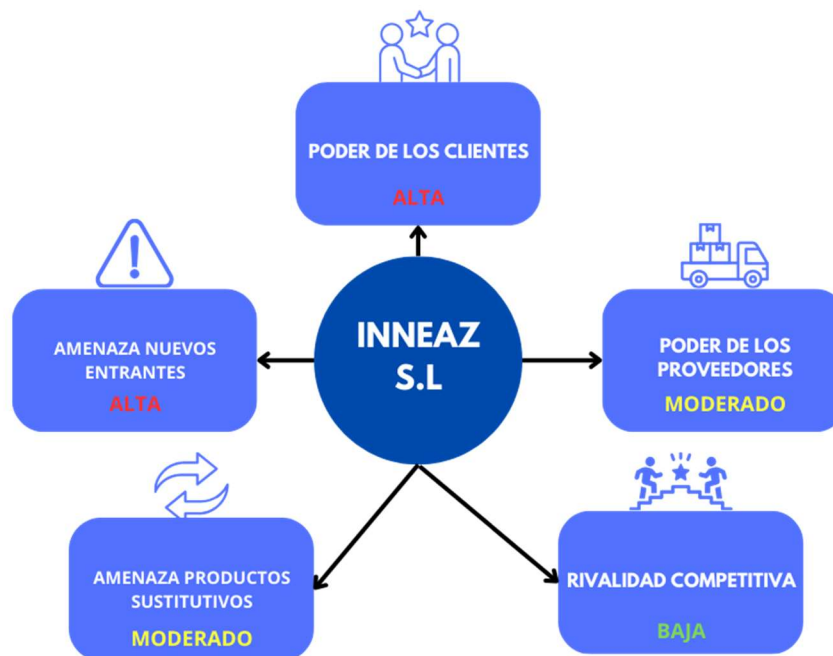 PODER DE LOS CLIENTES
ALTA
AMENAZA NUEVOS
ENTRANTES
ALTA
INNEAZ
S.L
PODER DE LOS
PROVEEDORES
MODERADO
AMENAZA PRODUCTOS
SUSTITUTIVOS
MODERADO
RIVALIDAD COMPETITIVA
BAJA